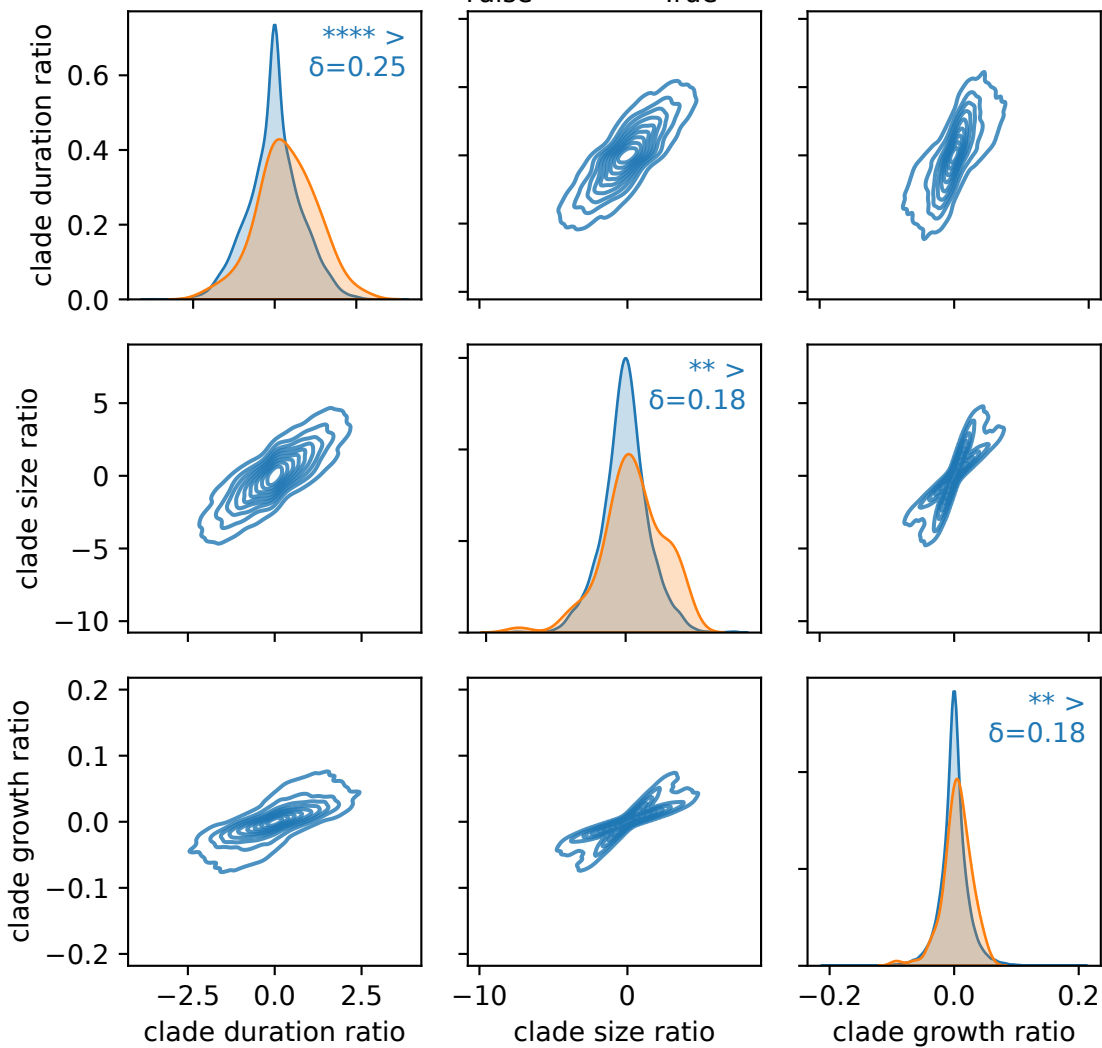 clade duration ratio
0.6
0.4
0.2
0.0
**** >
δ=0.25
clade size ratio
5
0
−5
−10
** >
δ=0.18
clade growth ratio
0.2
0.1
0.0
−0.1
−0.2
** >
δ=0.18
−2.5 0.0 2.5
−10 0
−0.2 0.0 0.2
clade duration ratio
clade size ratio
clade growth ratio